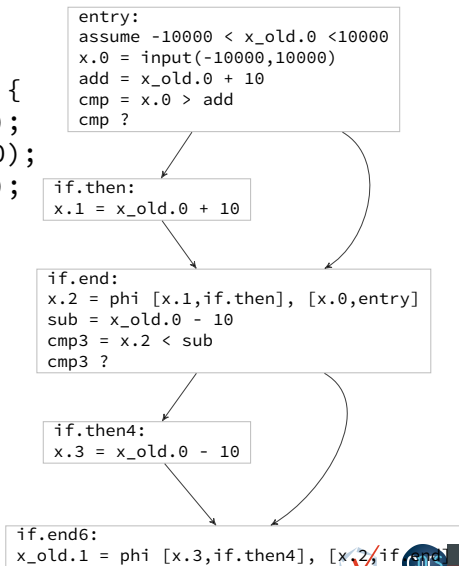 entry:
assume -10000 < x_old.0 <10000
x.0 = input(-10000,10000)
add = x_old.0 + 10
cmp = x.0 > add
cmp ?
{
);
);
);
if.then:
x.1 = x_old.0 + 10
if.end:
x.2 = phi [x.1,if.then], [x.0,entry]
sub = x_old.0 - 10
cmp3 = x.2 < sub
cmp3 ?
if.then4:
x.3 = x_old.0 - 10
if.end6:
x_old.1 = phi [x.3,if.then4], [x.2,if.end]